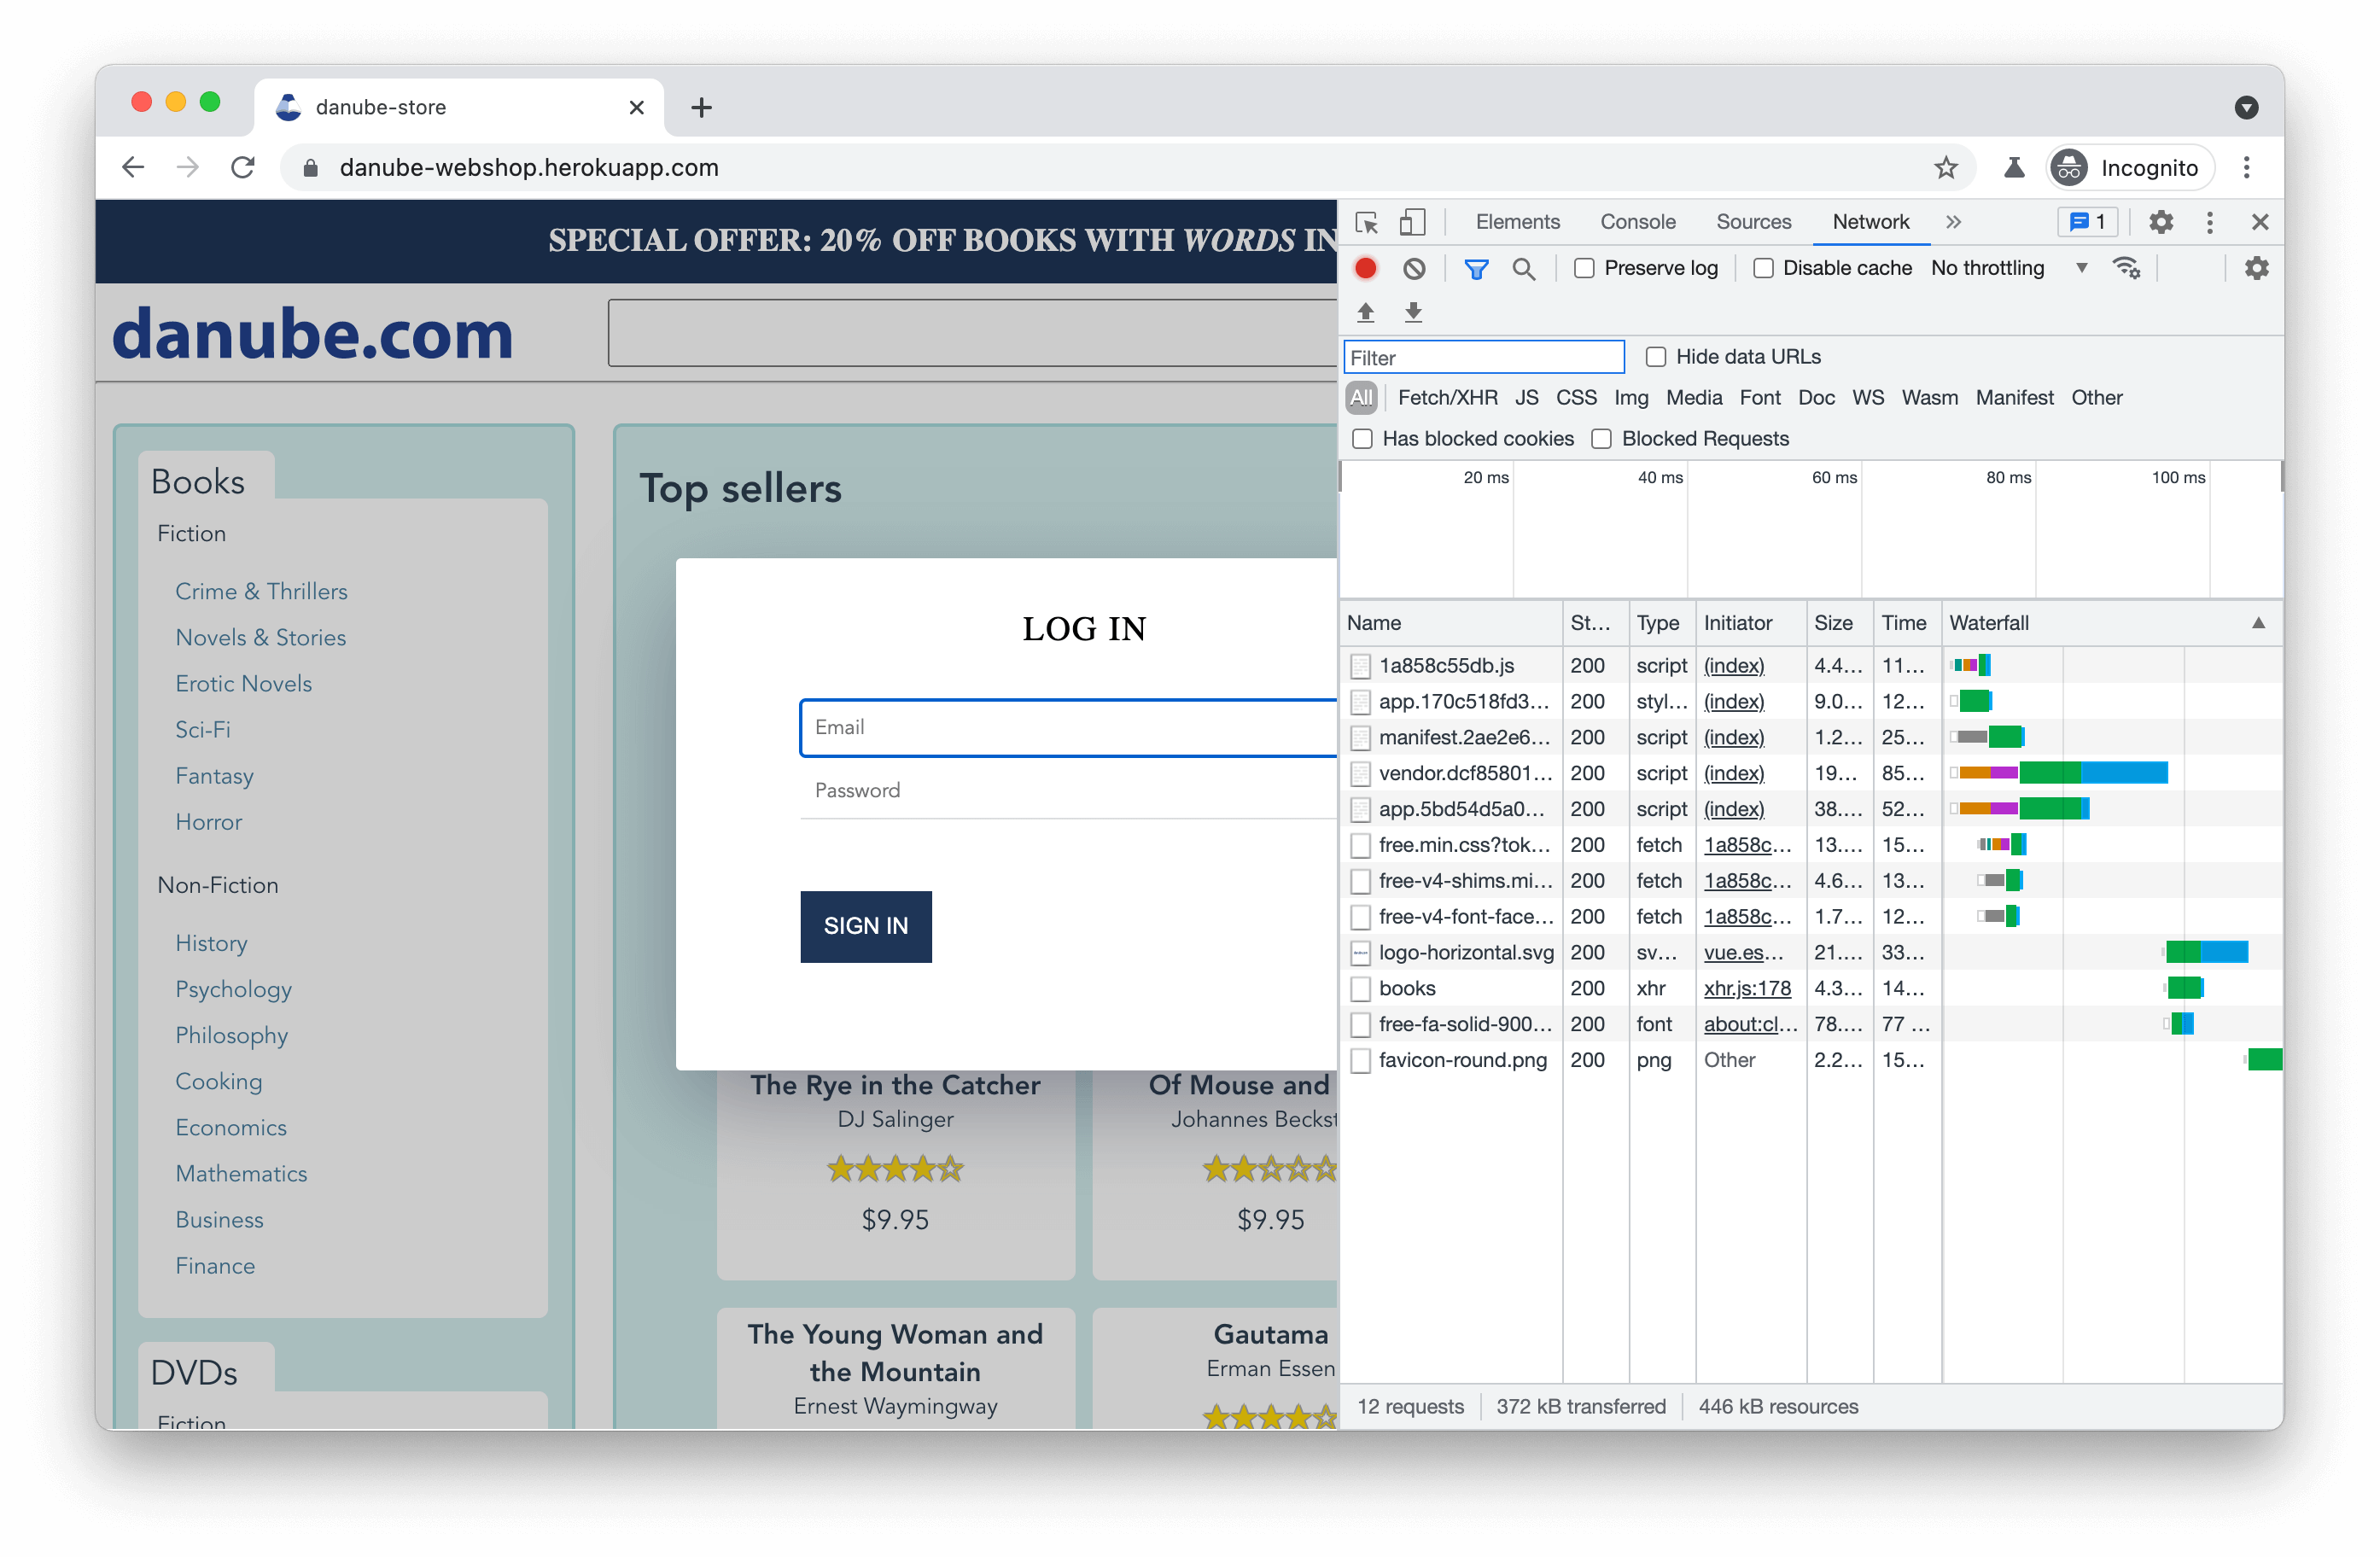 danube-store
danube-webshop.herokuapp.com
Incognito
SPECIAL OFFER: 20% OFF BOOKS WITH WORDS IN
danube.com
Books
Fiction
Crime & Thrillers
Novels & Stories
Erotic Novels
Sci-Fi
Fantasy
Horror
Non-Fiction
History
Psychology
Philosophy
Cooking
Economics
Mathematics
Business
Finance
DVDs
Fiction
Top sellers
LOG IN
Email
Password
SIGN IN
The Rye in the Catcher
DJ Salinger
$9.95
Of Mouse and
Johannes Beckst
$9.95
The Young Woman and
the Mountain
Ernest Waymingway
Gautama
Erman Essen
Elements Console Sources Network 1
Preserve log Disable cache No throttling
Filter Hide data URLs
All Fetch/XHR JS CSS Img Media Font Doc WS Wasm Manifest Other
Has blocked cookies Blocked Requests
20 ms 40 ms 60 ms 80 ms 100 ms
Name St... Type Initiator Size Time Waterfall
1a858c55db.js 200 script (index) 4.4... 11...
app.170c518fd3... 200 styl... (index) 9.0... 12...
manifest.2ae2e6... 200 script (index) 1.2... 25...
vendor.dcf85801... 200 script (index) 19... 85...
app.5bd54d5a0... 200 script (index) 38.... 52...
free.min.css?tok... 200 fetch 1a858c... 13.... 15...
free-v4-shims.mi... 200 fetch 1a858c... 4.6... 13...
free-v4-font-face... 200 fetch 1a858c... 1.7... 12...
logo-horizontal.svg 200 sv... vue.es... 21.... 33...
books 200 xhr xhr.js:178 4.3... 14...
free-fa-solid-900... 200 font about:cl... 78.... 77 ...
favicon-round.png 200 png Other 2.2... 15...
12 requests 372 kB transferred 446 kB resources